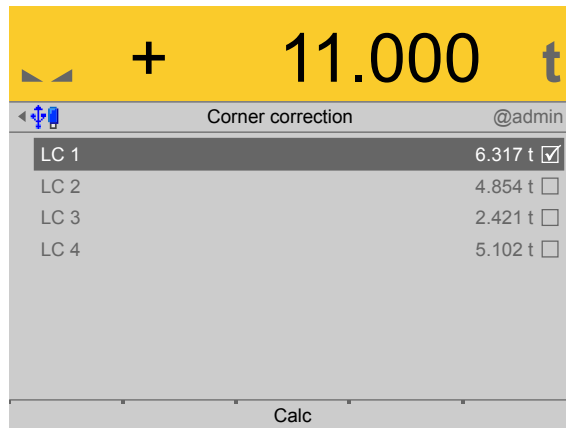 + 11.000 t
Corner correction @admin
LC 1 6.317 t
LC 2 4.854 t
LC 3 2.421 t
LC 4 5.102 t
Calc